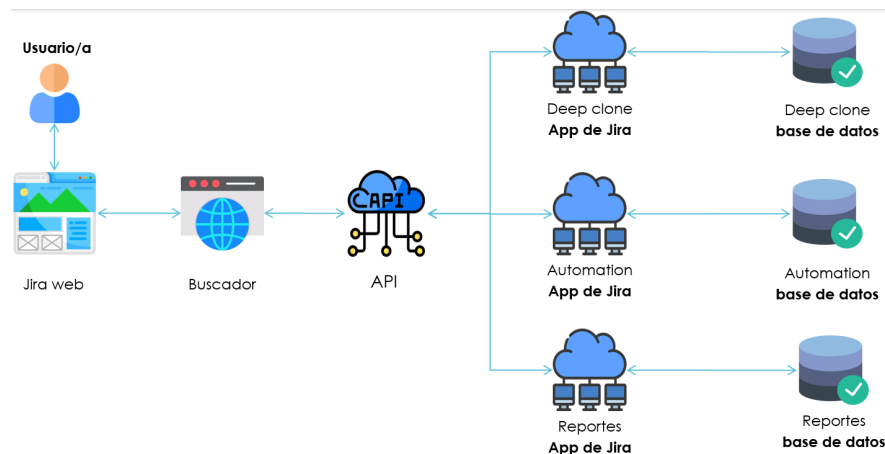 Usuario/a
Jira web
Buscador
API
API
Deep clone
App de Jira
Deep clone
base de datos
Automation
App de Jira
Automation
base de datos
Reportes
App de Jira
Reportes
base de datos